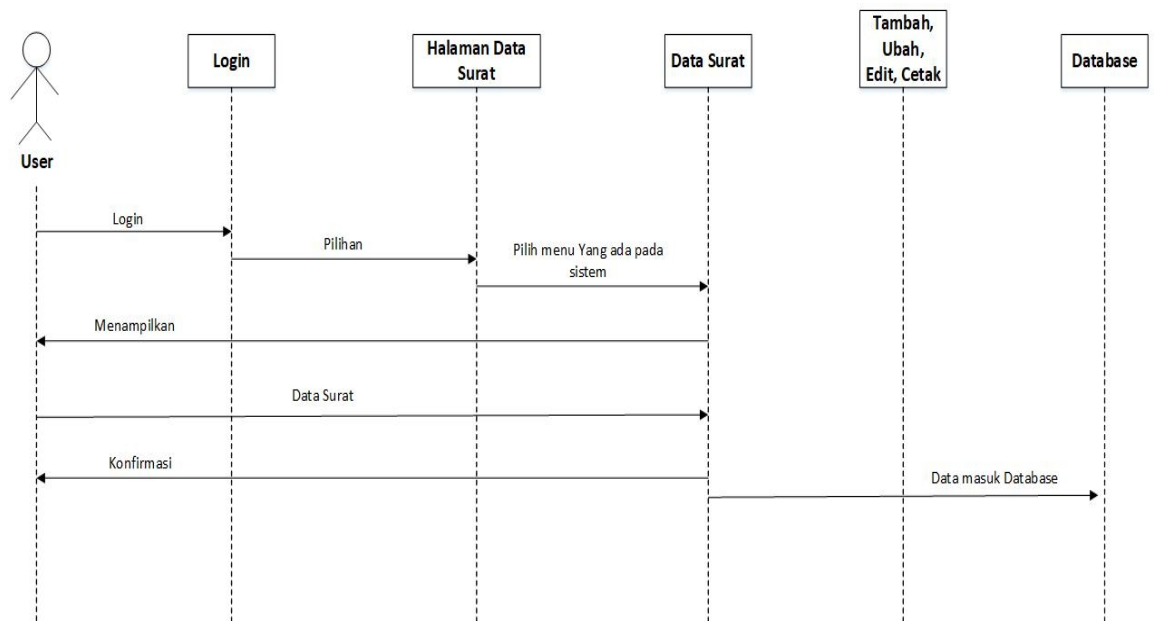 Login
Halaman Data
Surat
Data Surat
Tambah,
Ubah,
Edit, Cetak
Database
User
Login
Pilihan
Pilih menu Yang ada pada
sistem
Menampilkan
Data Surat
Konfirmasi
Data masuk Database